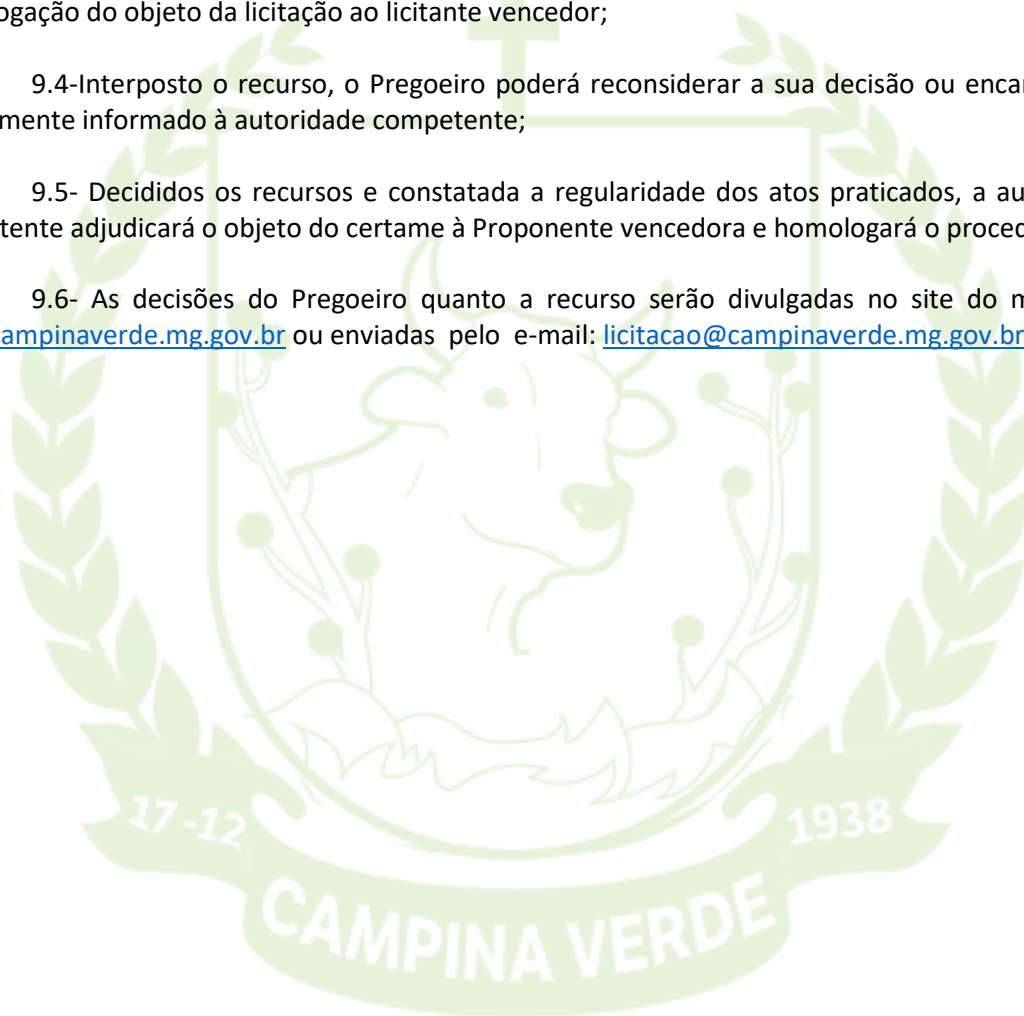 ogação do objeto da licitação ao licitante vencedor;
9.4-Interposto o recurso, o Pregoeiro poderá reconsiderar a sua decisão ou encar
mente informado à autoridade competente;
9.5- Decididos os recursos e constatada a regularidade dos atos praticados, a au
tente adjudicará o objeto do certame à Proponente vencedora e homologará o proced
9.6- As decisões do Pregoeiro quanto a recurso serão divulgadas no site do m
campinaverde.mg.gov.br ou enviadas pelo e-mail: licitacao@campinaverde.mg.gov.br
17-12
1938
CAMPINA VERDE